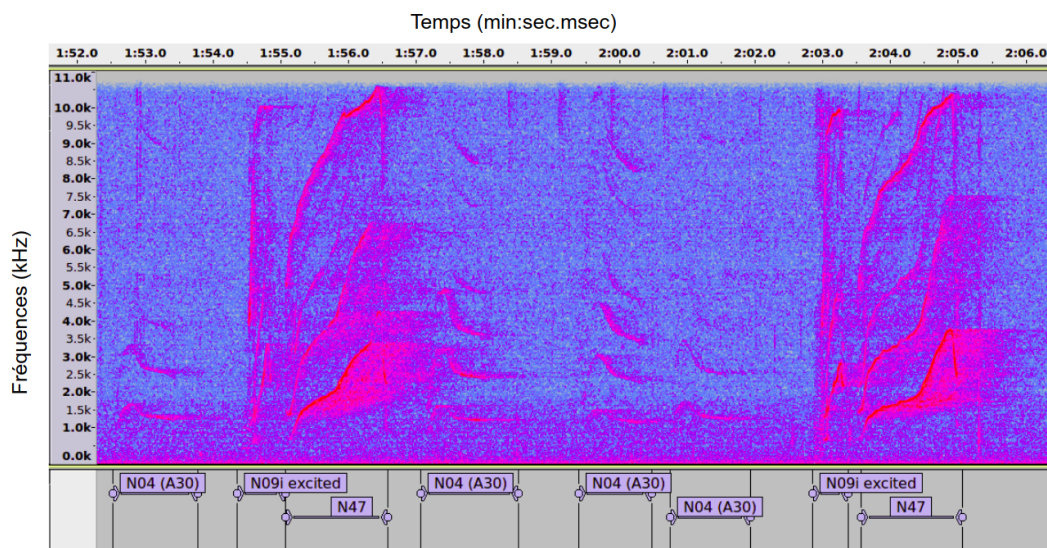 Temps (min:sec.msec)
1:52.0 1:53.0 1:54.0 1:55.0 1:56.0 1:57.0 1:58.0 1:59.0 2:00.0 2:01.0 2:02.0 2:03.0 2:04.0 2:05.0 2:06.0
Fréquences (kHz)
11.0k
10.0k
9.5k
9.0k
8.5k
8.0k
7.5k
7.0k
6.5k
6.0k
5.5k
5.0k
4.5k
4.0k
3.5k
3.0k
2.5k
2.0k
1.5k
1.0k
0.0k
N04 (A30) N09i excited N04 (A30) N04 (A30) N09i excited
N47 N04 (A30) N47